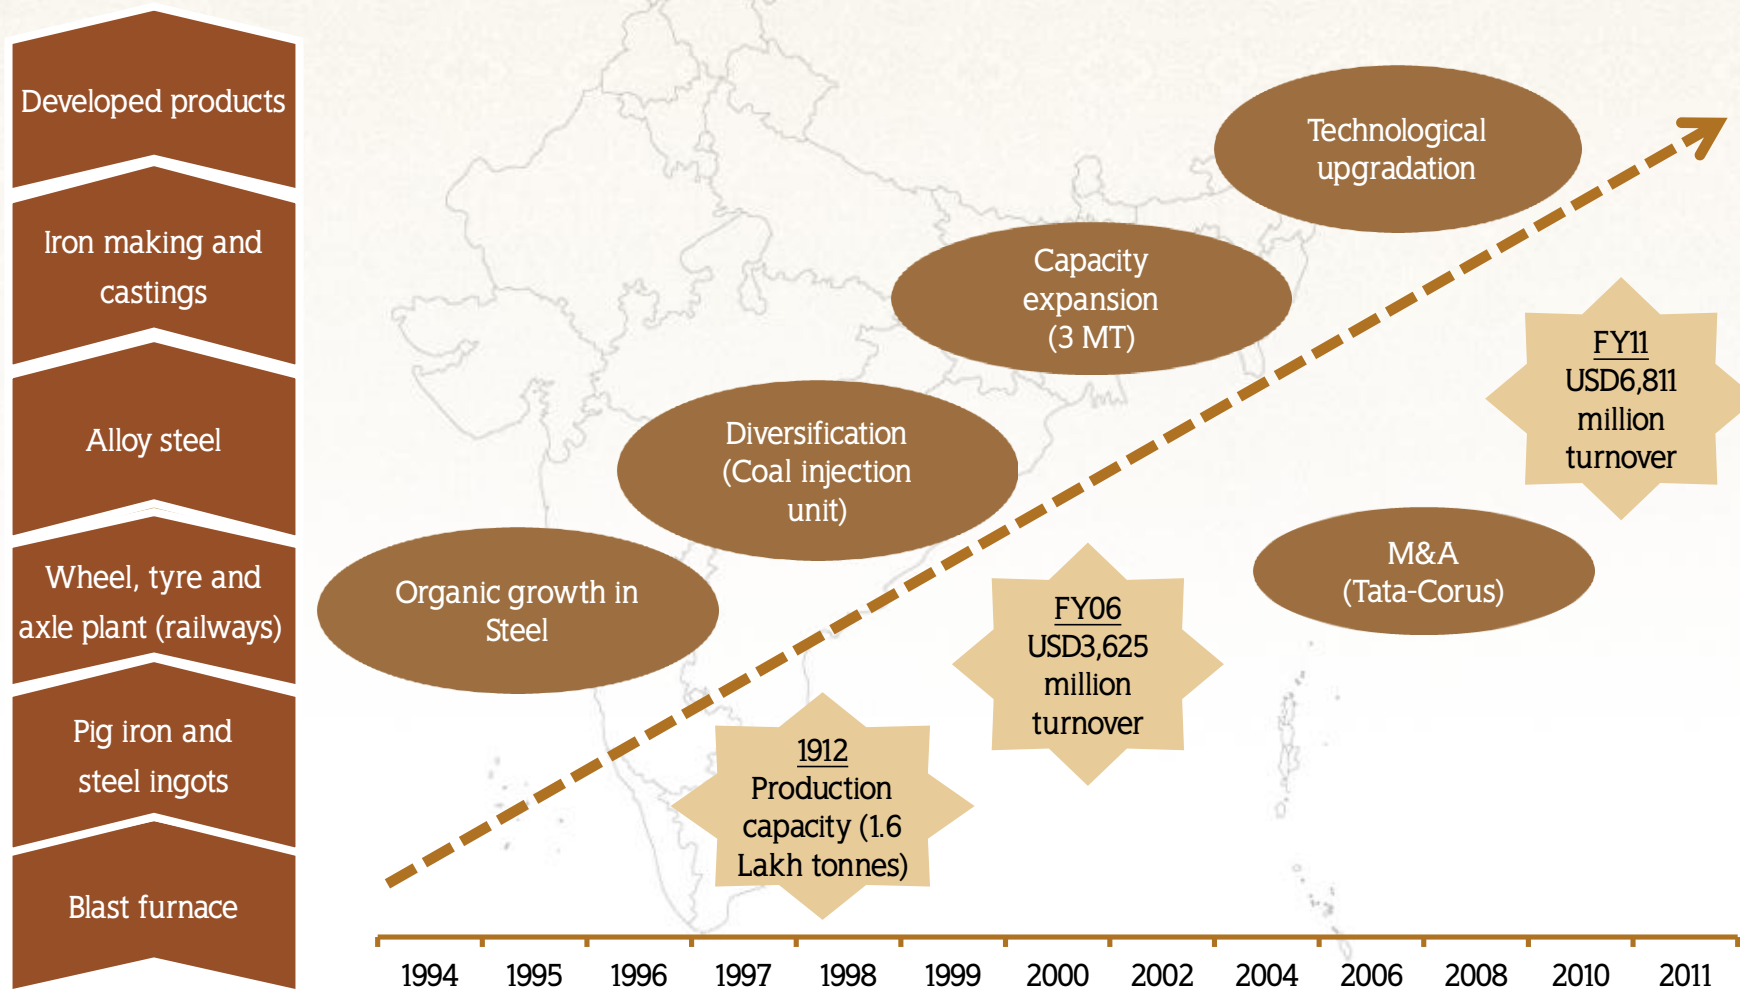 Developed products
Iron making and
castings
Alloy steel
Wheel, tyre and
axle plant (railways)
Pig iron and
steel ingots
Blast furnace
Technological
upgradation
Capacity
expansion
(3 MT)
Diversification
(Coal injection
unit)
Organic growth in
Steel
M&A
(Tata-Corus)
FY11
USD6,811
million
turnover
FY06
USD3,625
million
turnover
1912
Production
capacity (1.6
Lakh tonnes)
1994 1995 1996 1997 1998 1999 2000 2002 2004 2006 2008 2010 2011